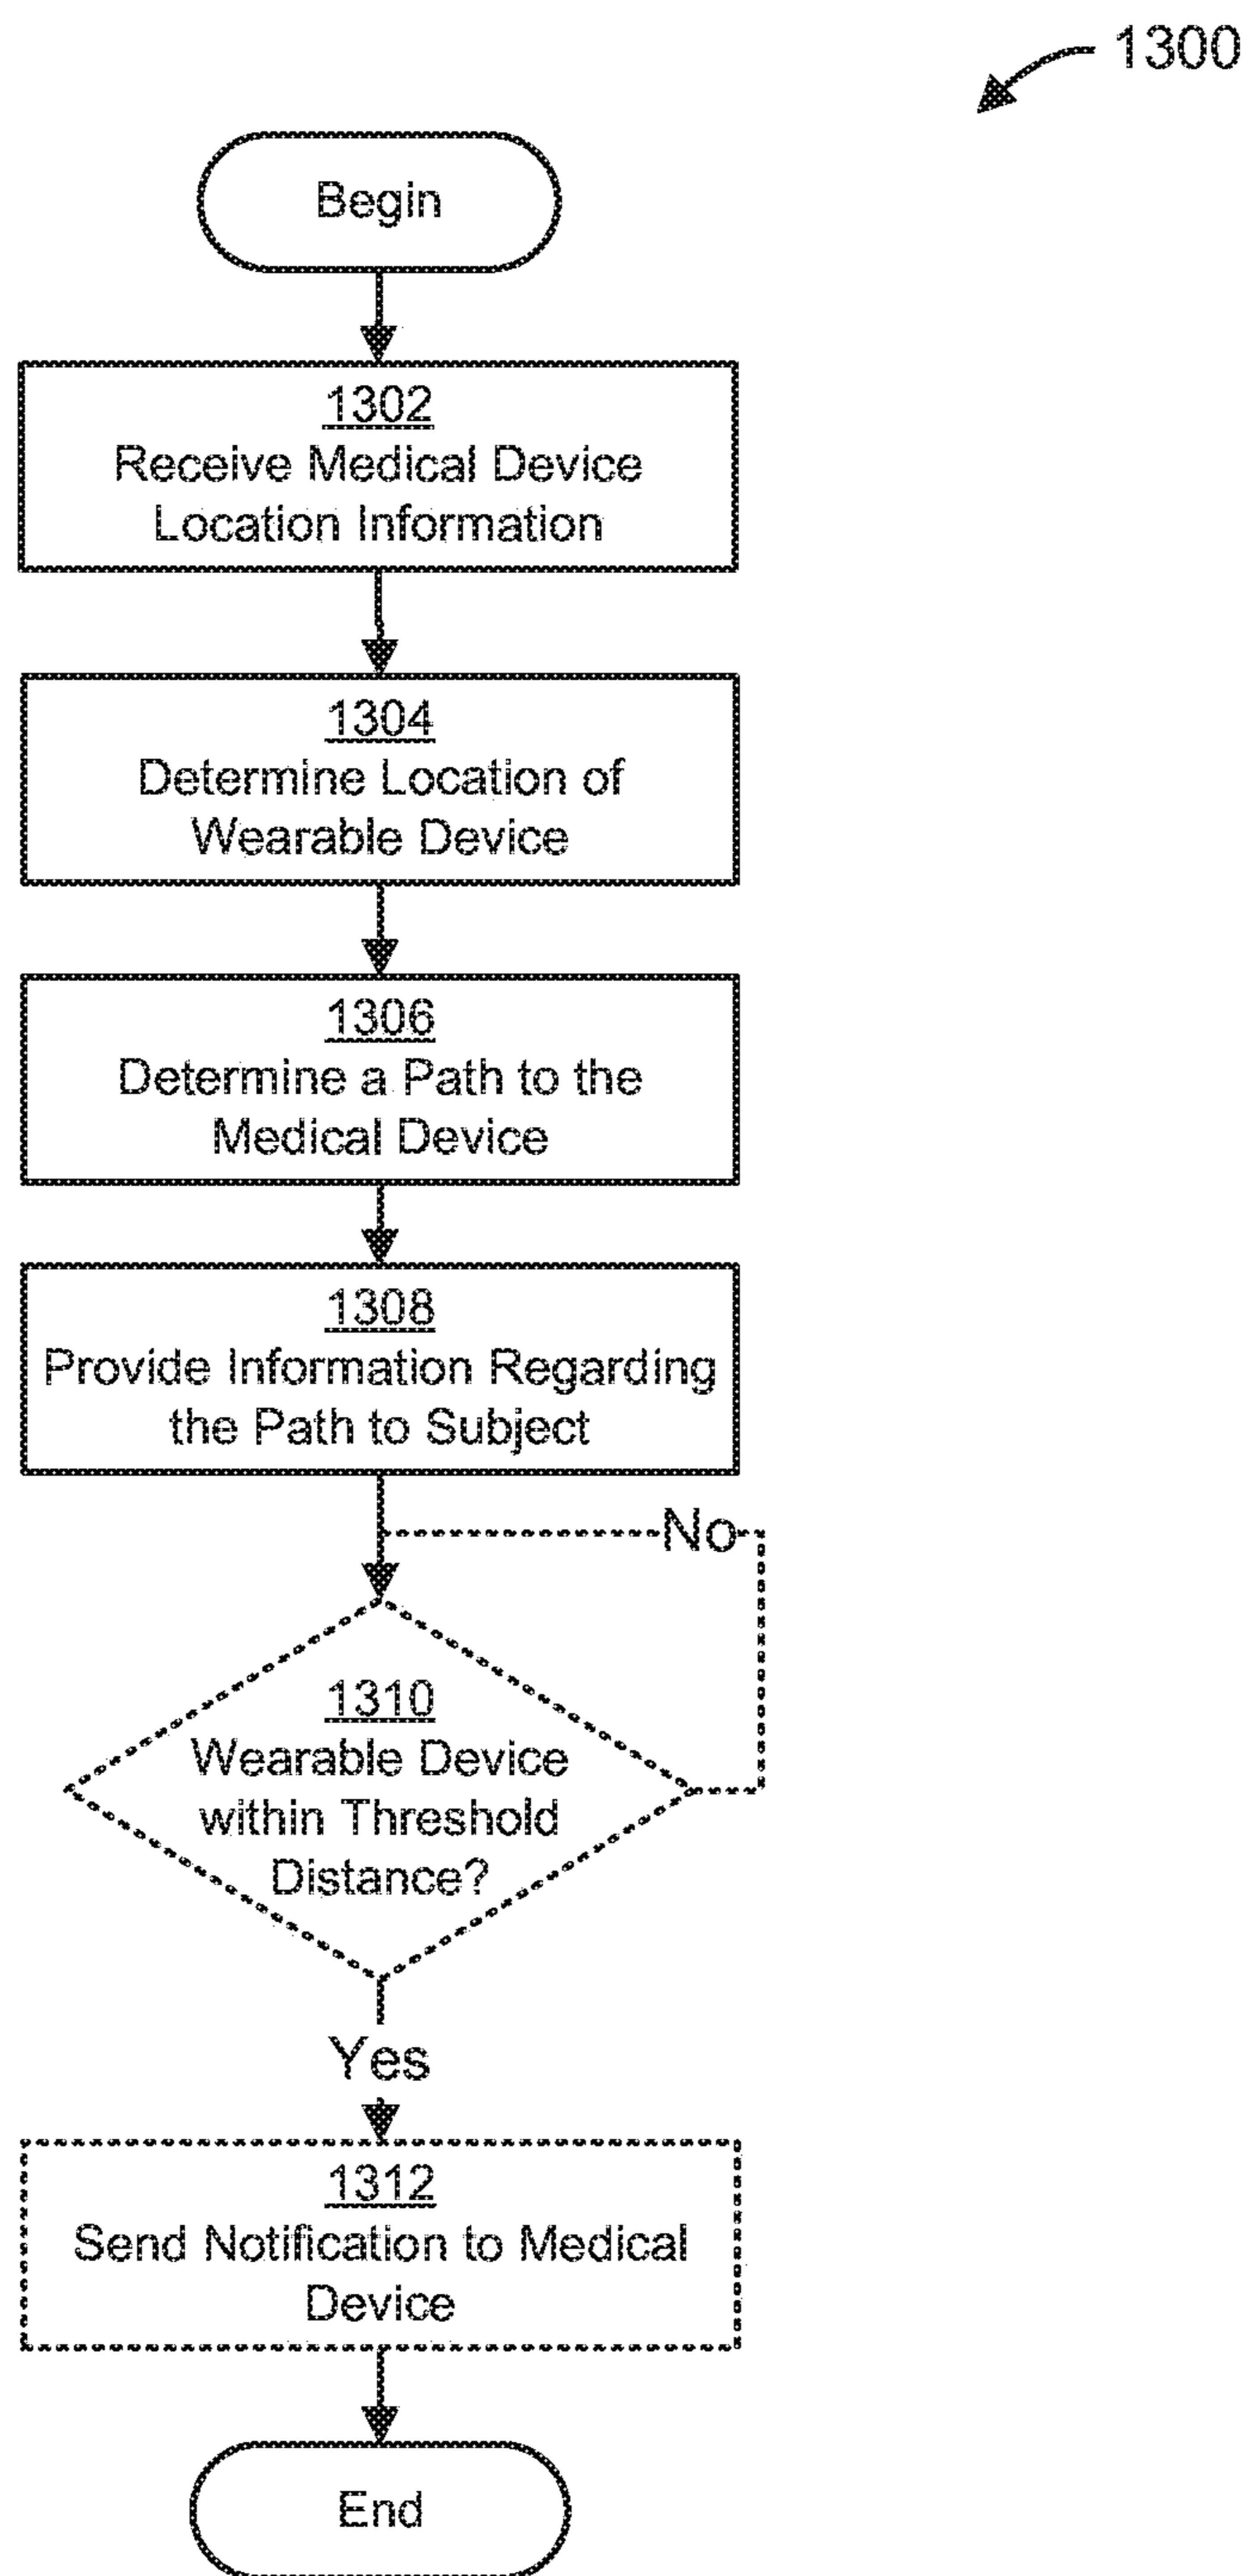 1300
Begin
1302
Receive Medical Device
Location Information
1304
Determine Location of
Wearable Device
1306
Determine a Path to the
Medical Device
1308
Provide Information Regarding
the Path to Subject
No
1310
Wearable Device
within Threshold
Distance?
Yes
1312
Send Notification to Medical
Device
End